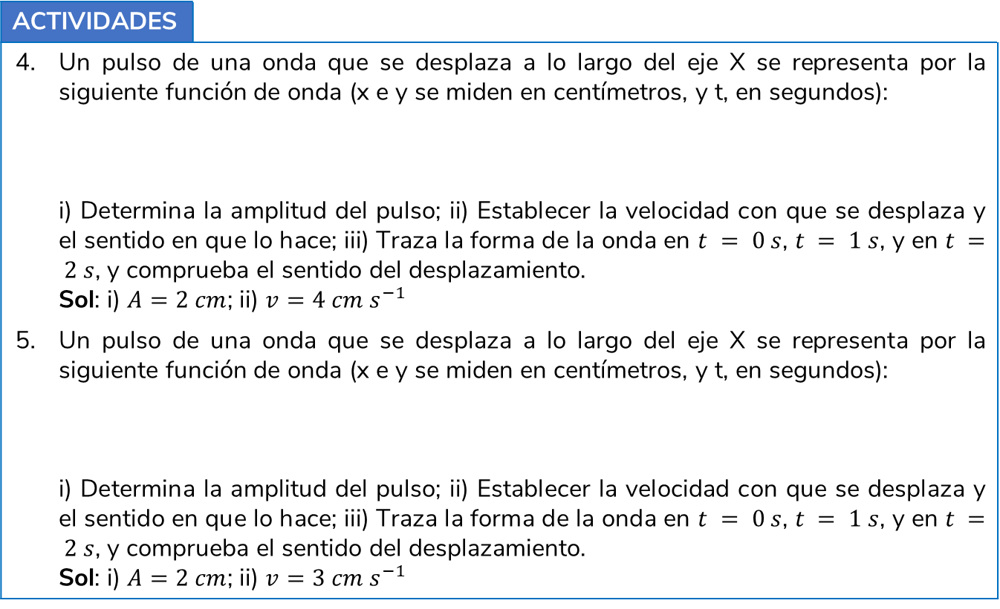 ACTIVIDADES
4. Un pulso de una onda que se desplaza a lo largo del eje X se representa por la
siguiente función de onda (x e y se miden en centímetros, y t, en segundos):
i) Determina la amplitud del pulso; ii) Establecer la velocidad con que se desplaza y
el sentido en que lo hace; iii) Traza la forma de la onda en t = 0 s, t = 1 s, y en t =
2 s, y comprueba el sentido del desplazamiento.
Sol: i) A = 2 cm; ii) v = 4 cm s⁻¹
5. Un pulso de una onda que se desplaza a lo largo del eje X se representa por la
siguiente función de onda (x e y se miden en centímetros, y t, en segundos):
i) Determina la amplitud del pulso; ii) Establecer la velocidad con que se desplaza y
el sentido en que lo hace; iii) Traza la forma de la onda en t = 0 s, t = 1 s, y en t =
2 s, y comprueba el sentido del desplazamiento.
Sol: i) A = 2 cm; ii) v = 3 cm s⁻¹